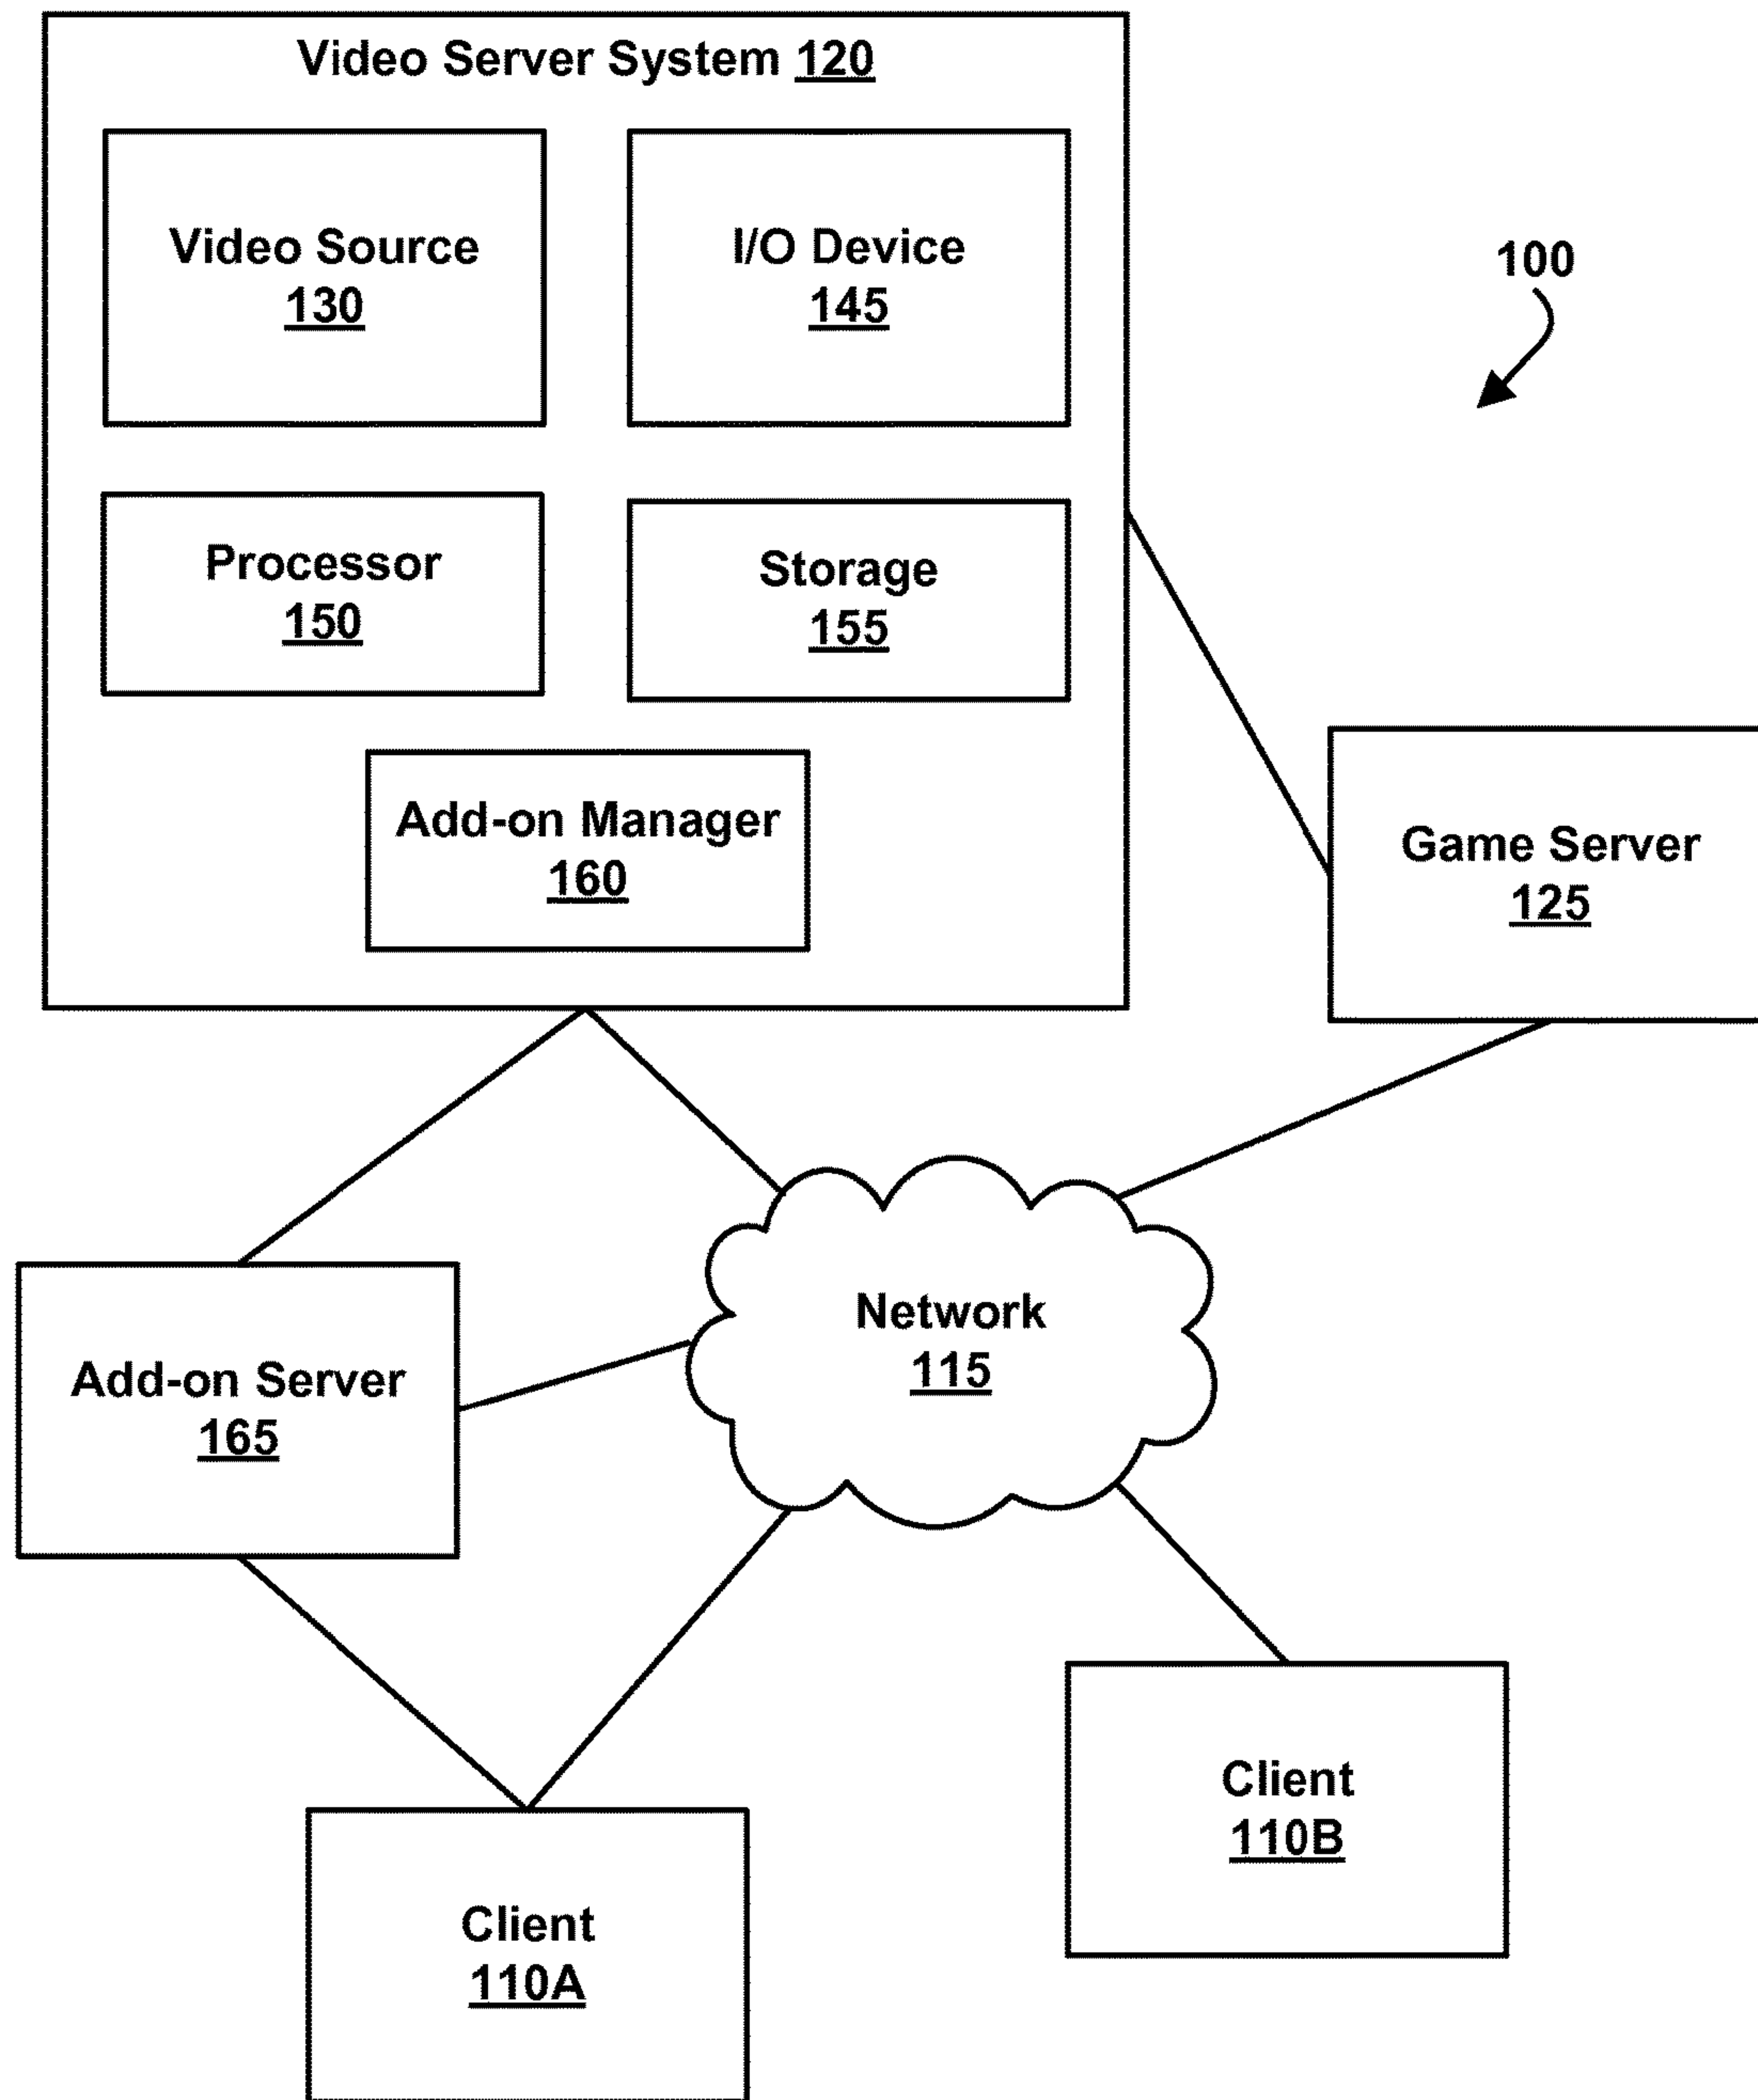 Video Server System 120
Video Source
130
I/O Device
145
100
Processor
150
Storage
155
Add-on Manager
160
Game Server
125
Network
115
Add-on Server
165
Client
110B
Client
110A